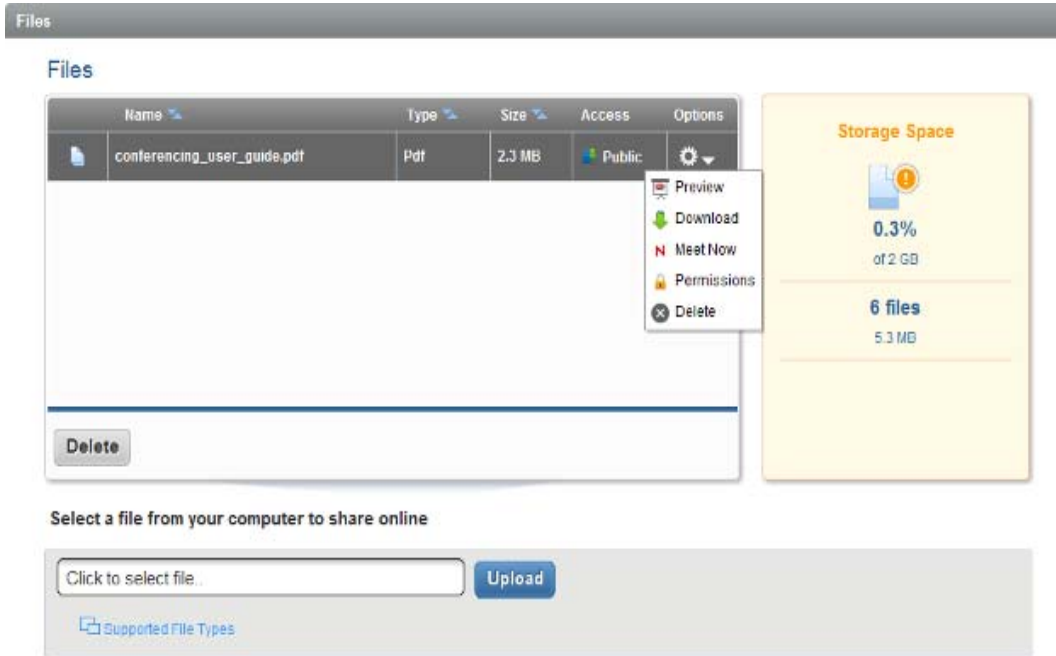 Files
Files
Name Type Size Access Options
conferencing_user_guide.pdf Pdf 2.3 MB Public
Preview
Download
N Meet Now
Permissions
Delete
Storage Space
0.3%
of 2 GB
6 files
5.3 MB
Delete
Select a file from your computer to share online
Click to select file.. Upload
Supported File Types